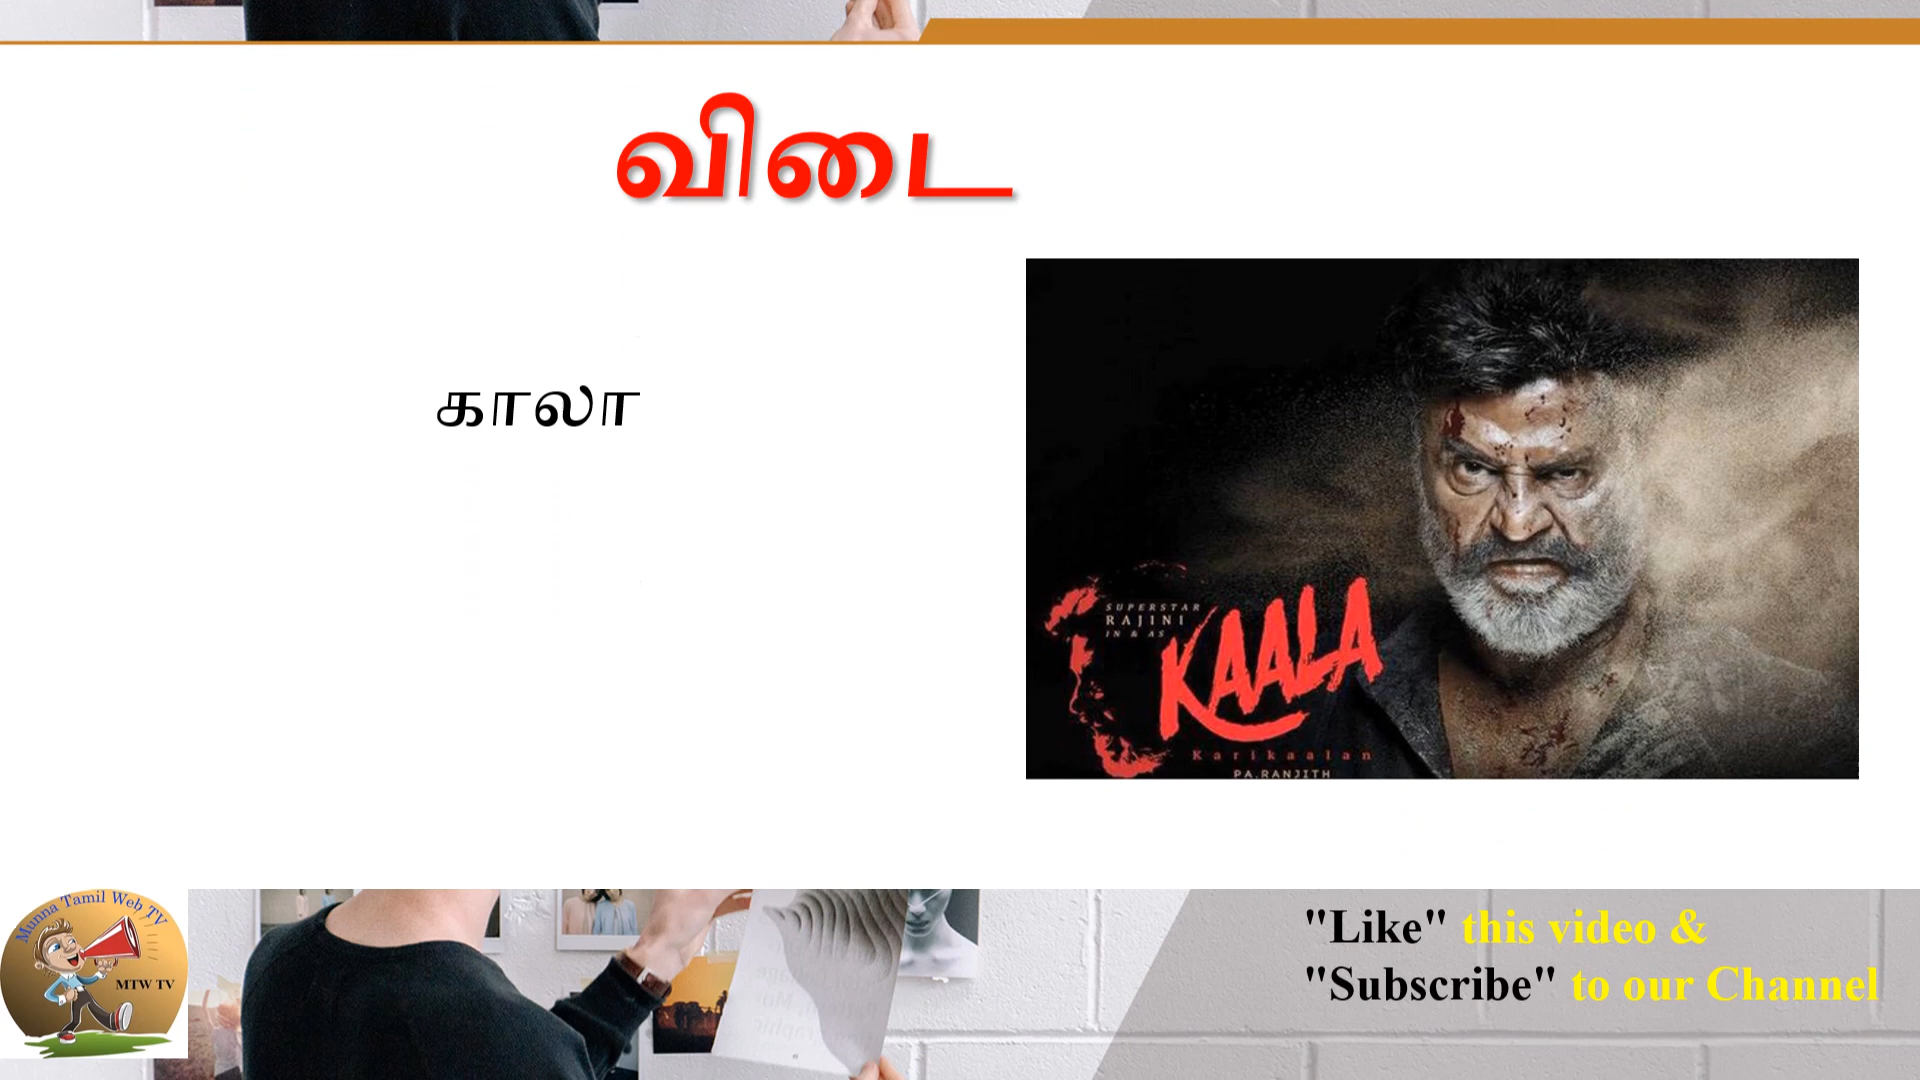 விடை
காலா
SUPERSTAR
RAJINI
IN & AS
KAALA
Karikaalan
PA.RANJITH
Munna Tamil Web TV
MTW TV
"Like" this video &
"Subscribe" to our Channel